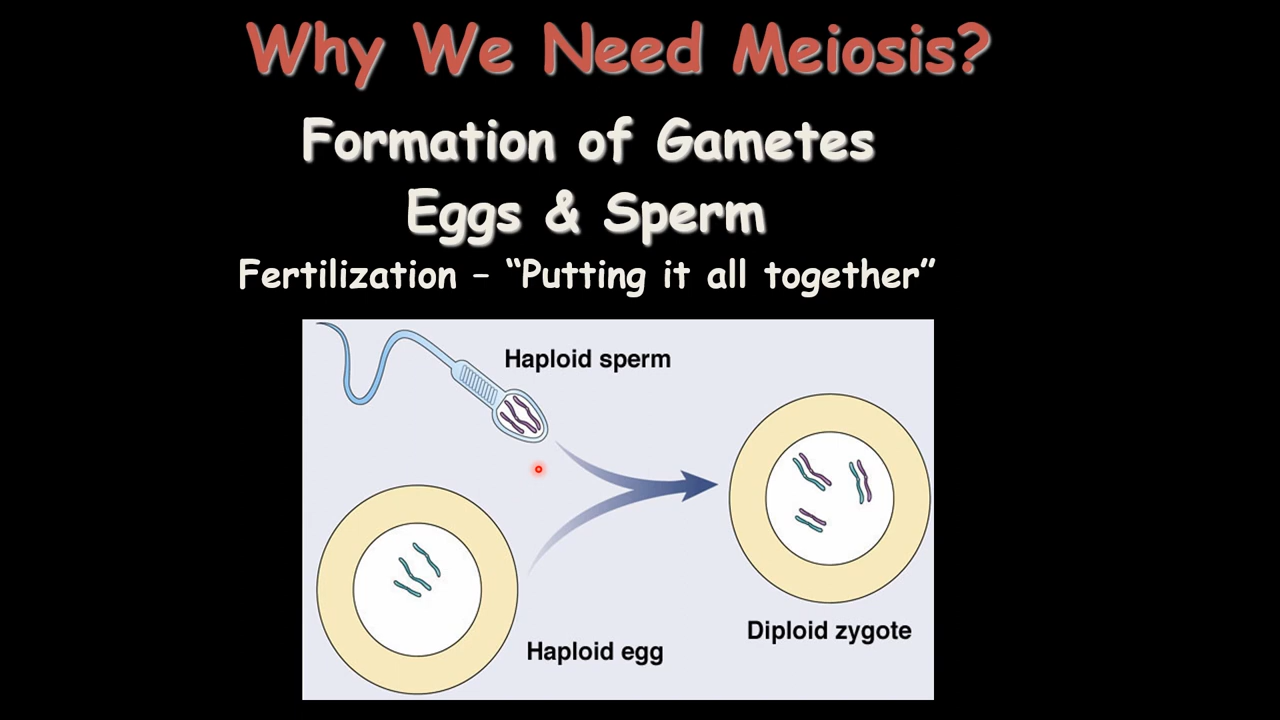 Why We Need Meiosis?
Formation of Gametes
Eggs & Sperm
Fertilization – “Putting it all together”
Haploid sperm
Haploid egg
Diploid zygote